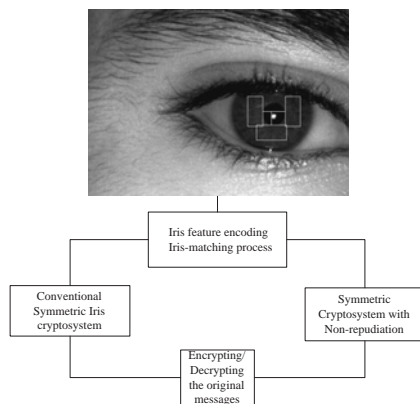 Iris feature encoding
Iris-matching process
Conventional
Symmetric Iris
cryptosystem
Symmetric
Cryptosystem with
Non-repudiation
Encrypting/
Decrypting
the original
messages